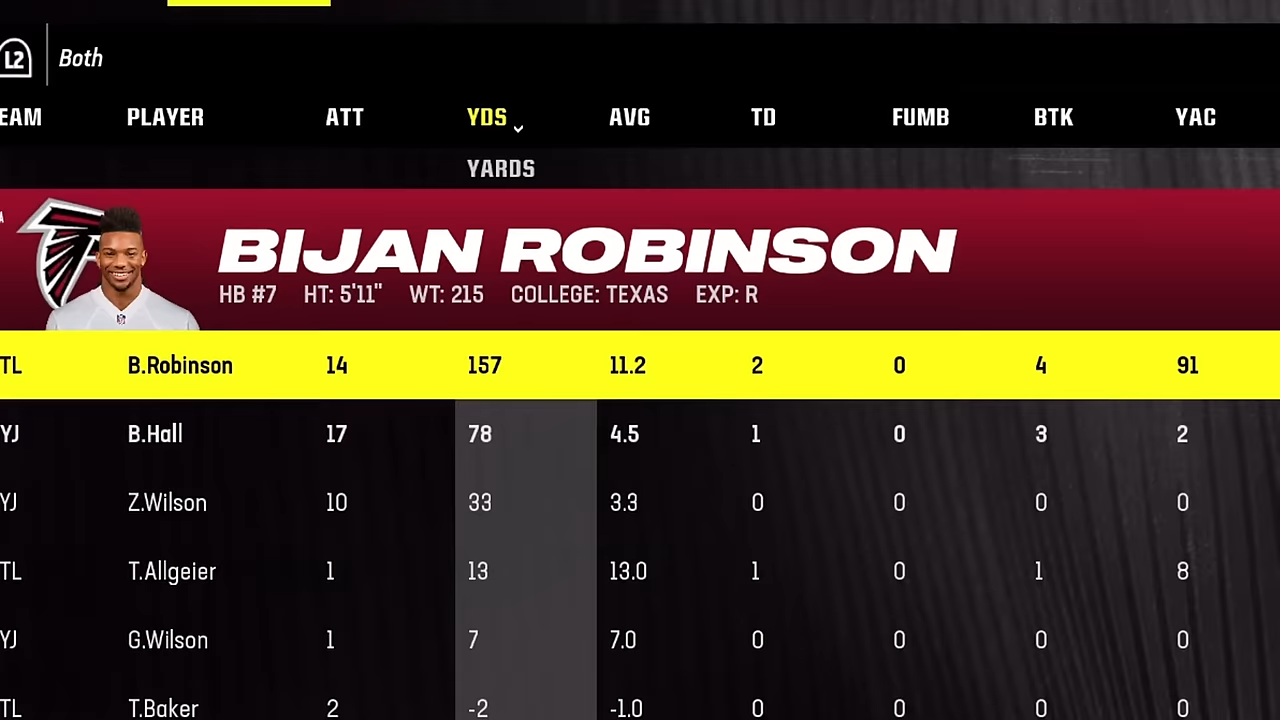 L2 Both
EAM PLAYER ATT YDS AVG TD FUMB BTK YAC
YARDS
BIJAN ROBINSON
HB #7 HT: 5'11" WT: 215 COLLEGE: TEXAS EXP: R
TL B.Robinson 14 157 11.2 2 0 4 91
YJ B.Hall 17 78 4.5 1 0 3 2
YJ Z.Wilson 10 33 3.3 0 0 0 0
TL T.Allgeier 1 13 13.0 1 0 1 8
YJ G.Wilson 1 7 7.0 0 0 0 0
TL T.Baker 2 -2 -1.0 0 0 0 0